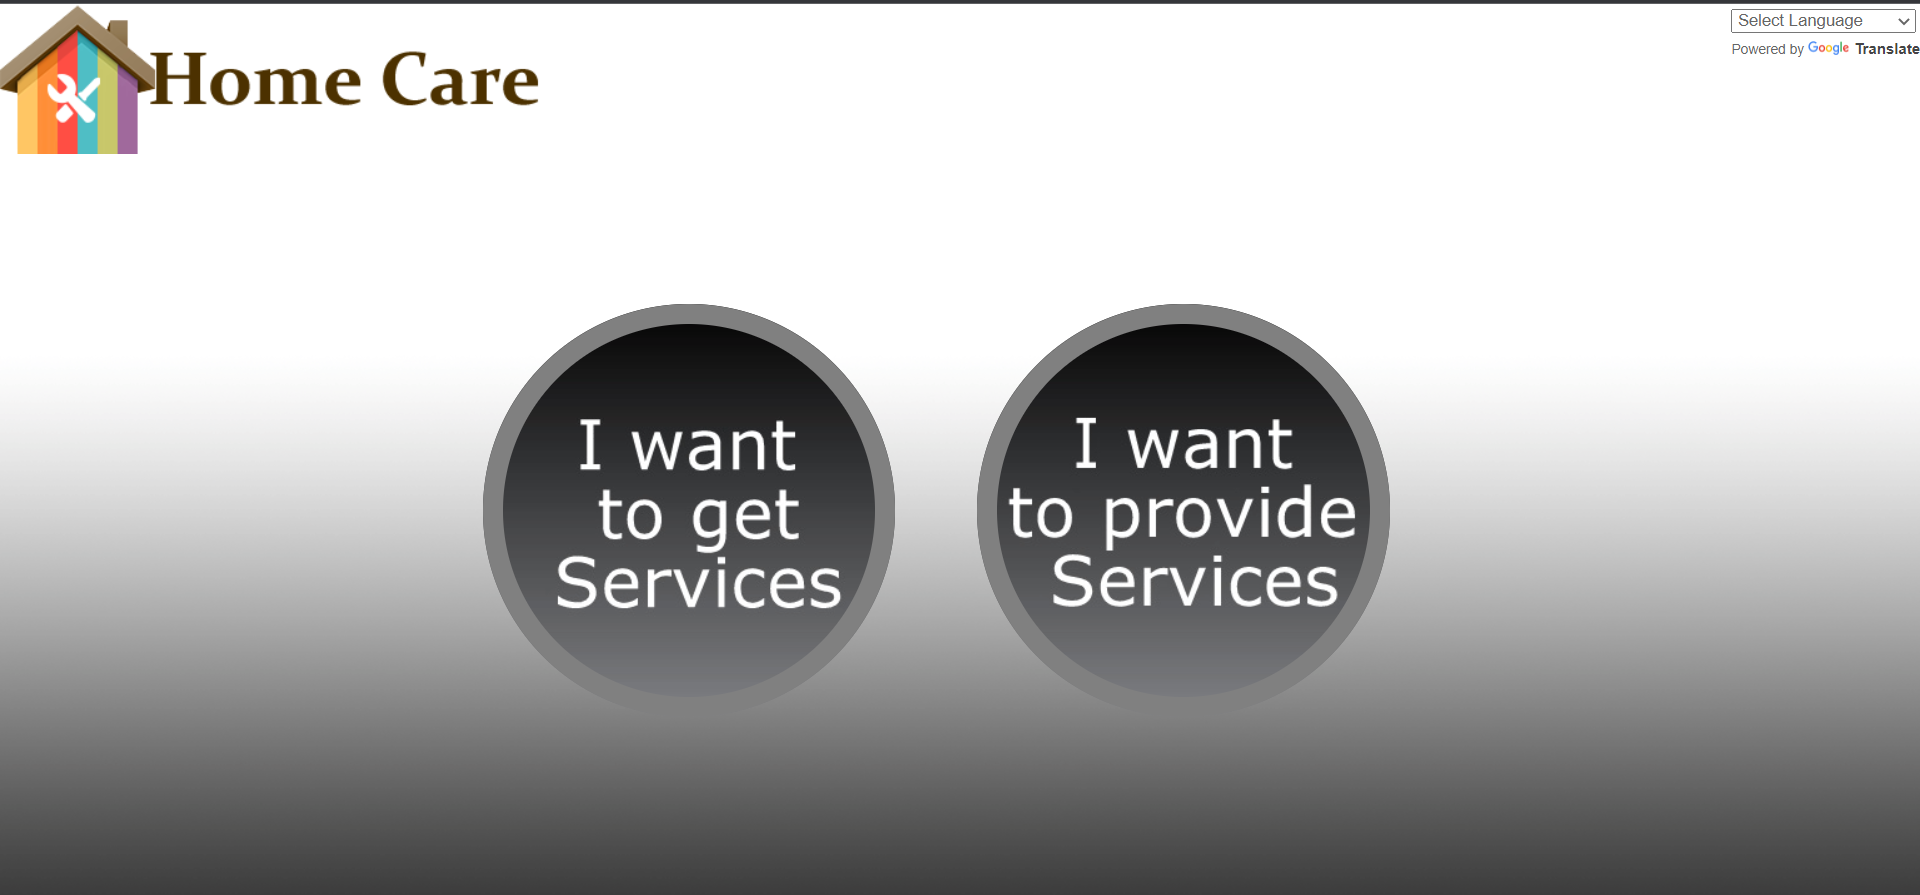 Home Care
Select Language
Powered by Google Translate
I want
to get
Services
I want
to provide
Services